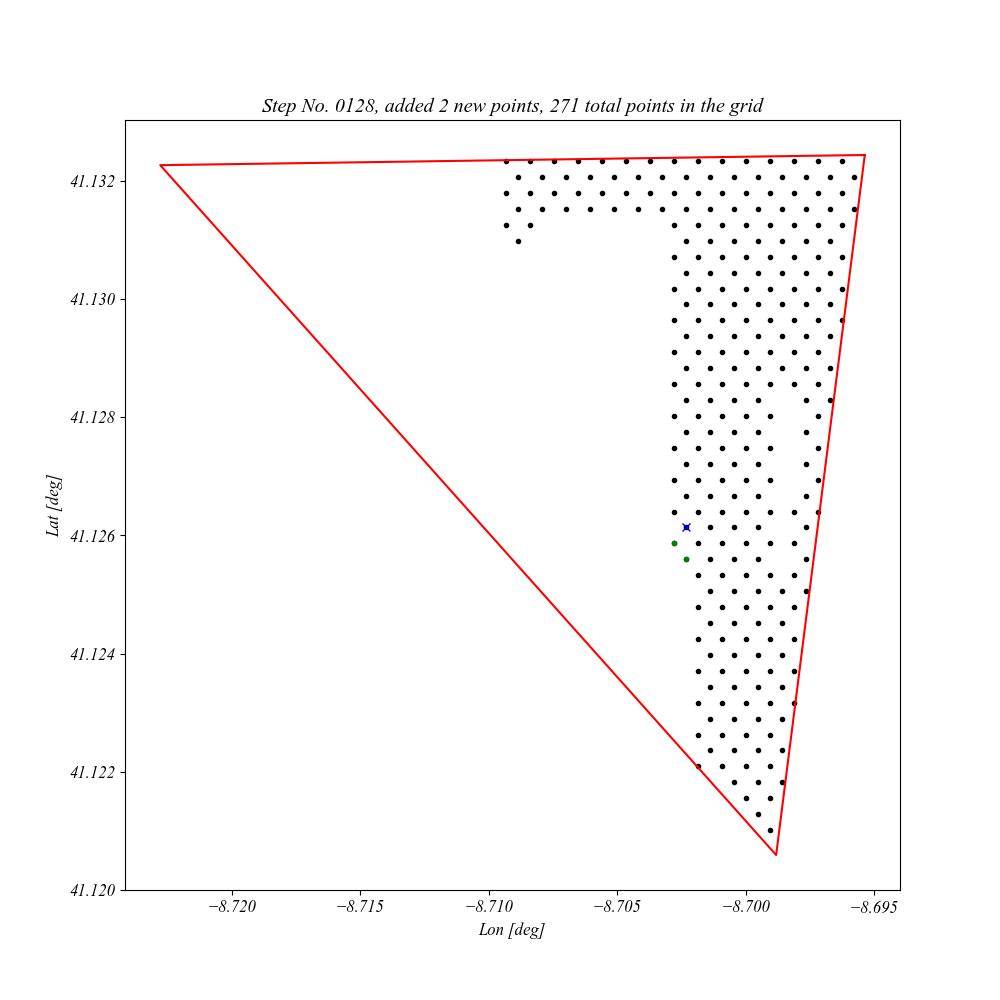 Step No. 0128, added 2 new points, 271 total points in the grid
41.132
41.130
41.128
41.126
41.124
41.122
41.120
Lat [deg]
−8.720 −8.715 −8.710 −8.705 −8.700 −8.695
Lon [deg]